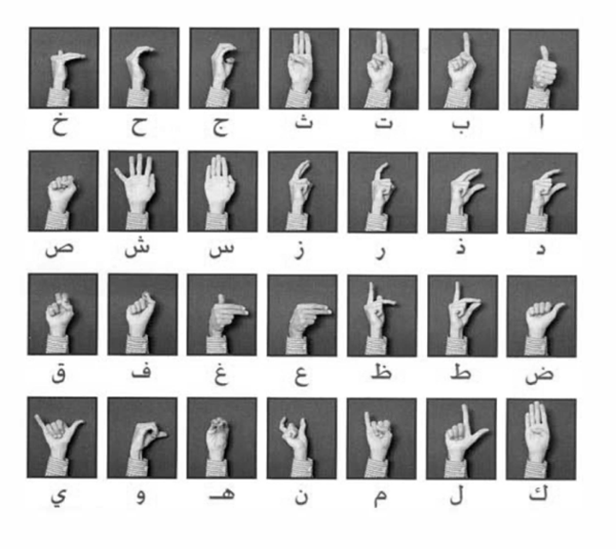 ا ب ت ث ج ح خ
د ذ ر ز س ش ص
ض ط ظ ع غ ف ق
ك ل م ن هـ و ي